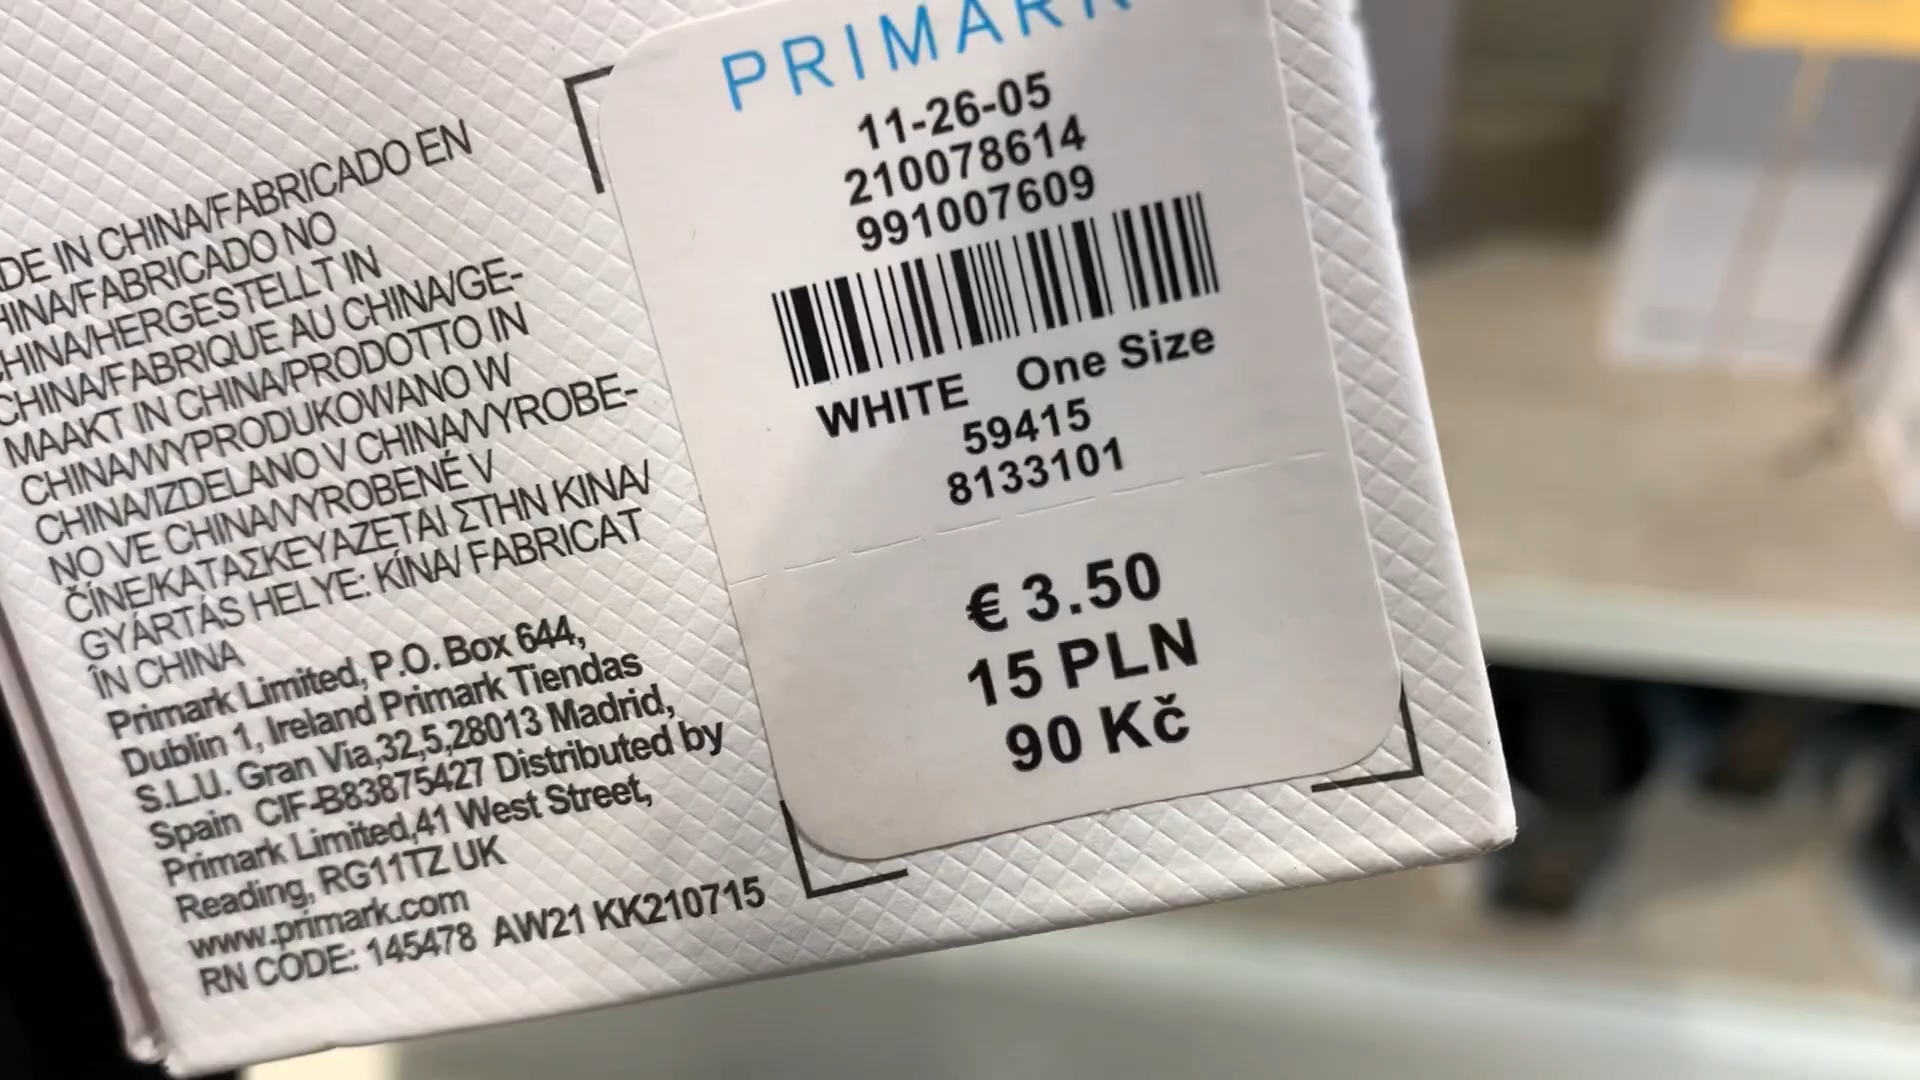 DE IN CHINA/FABRICADO EN
HINA/FABRICADO NO
CHINA/HERGESTELLT IN
CHINA/FABRIQUE AU CHINA/GE-
MAAKT IN CHINA/PRODOTTO IN
CHINA/WYPRODUKOWANO W
CHINA/IZDELANO V CHINA/VYROBE-
NO VE CHINA/VYROBENÉ V
ČÍNE/ΚΑΤΑΣΚΕΥΑΖΕΤΑΙ ΣΤΗΝ ΚΙΝΑ/
GYÁRTÁS HELYE: KÍNA/ FABRICAT
ÎN CHINA
Primark Limited, P.O. Box 644,
Dublin 1, Ireland Primark Tiendas
S.L.U. Gran Via,32,5,28013 Madrid,
Spain CIF-B83875427 Distributed by
Primark Limited,41 West Street,
Reading, RG11TZ UK
www.primark.com
RN CODE: 145478 AW21 KK210715
PRIMARK
11-26-05
210078614
991007609
WHITE One Size
59415
8133101
€ 3.50
15 PLN
90 Kč